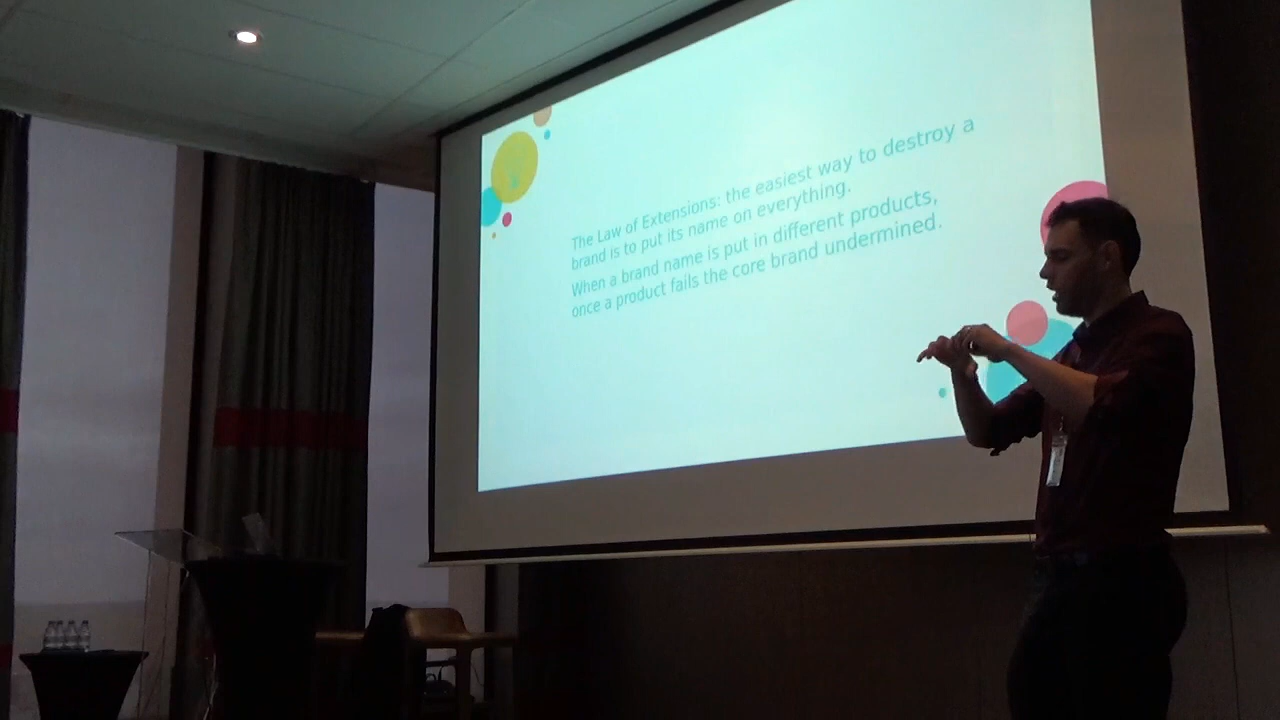 The Law of Extensions: the easiest way to destroy a
brand is to put its name on everything.
When a brand name is put in different products,
once a product fails the core brand undermined.